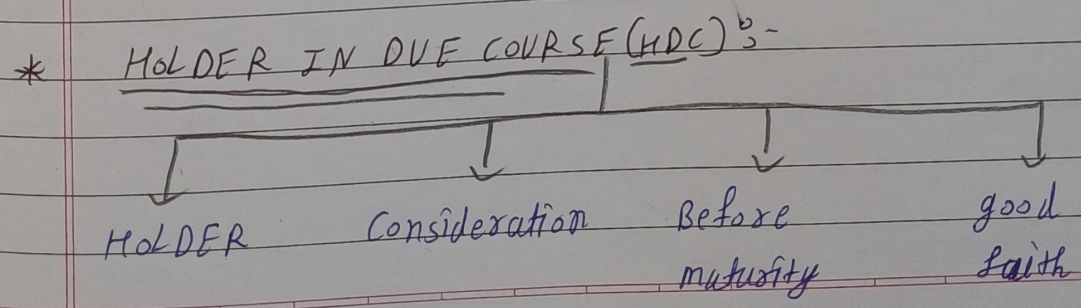 * HOLDER IN DUE COURSE (HDC) :-
HOLDER Consideration Before good
maturity faith